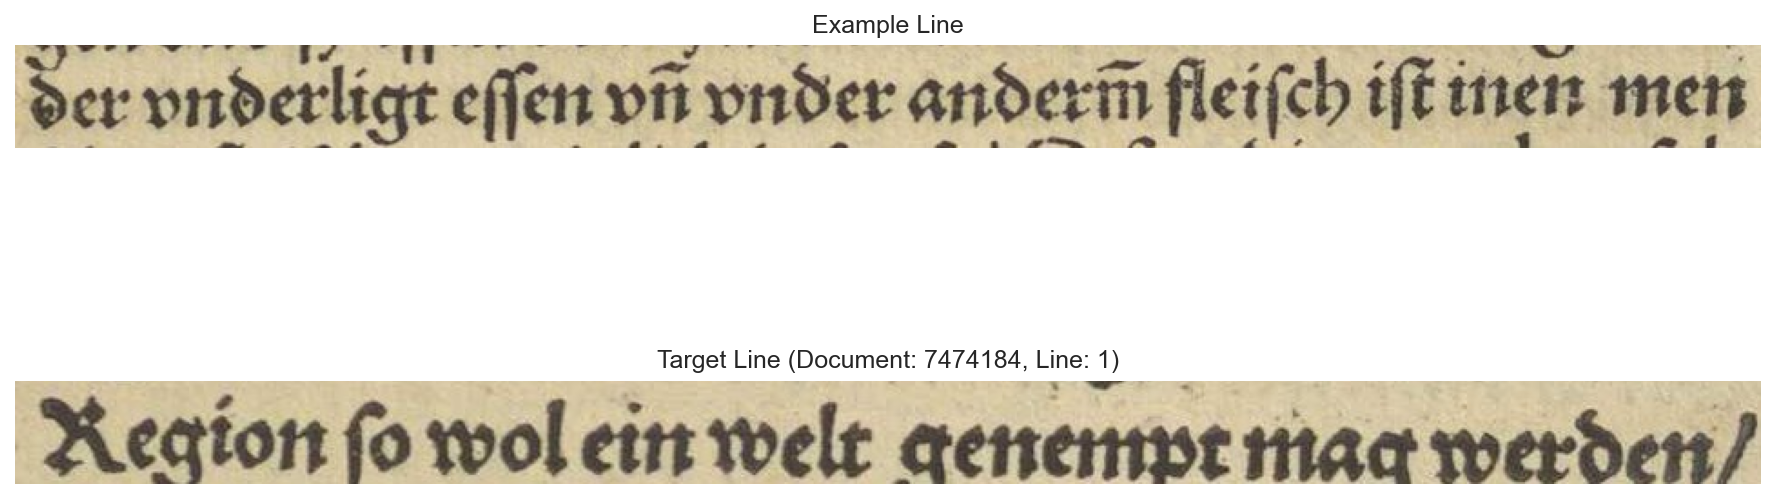 Example Line
der vnderligt eſſen vn̄ vnder anderm̄ fleiſch iſt inen men
Target Line (Document: 7474184, Line: 1)
Region ſo wol ein welt genempt mag werden/